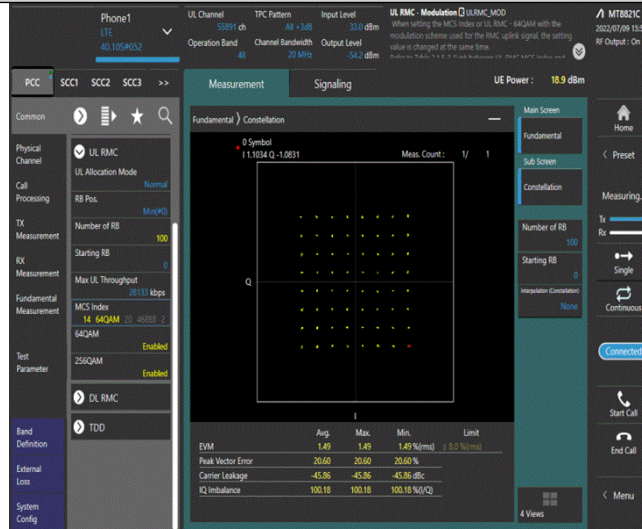 Phone1
LTE
40.10S#052
UL Channel
55891 ch
TPC Pattern
All +3dB
Input Level
33.0 dBm
Operation Band
48
Channel Bandwidth
20 MHz
Output Level
-54.2 dBm
UL RMC - Modulation ULRMC_MOD
When setting the MCS Index or UL RMC - 64QAM with the
modulation scheme used for the RMC uplink signal, the setting
value is changed at the same time.
MT8821C
2022/07/09 15:5
RF Output : On
PCC SCC1 SCC2 SCC3 >>
Measurement
Signaling
UE Power : 18.9 dBm
Common
Physical
Channel
Call
Processing
TX
Measurement
RX
Measurement
Fundamental
Measurement
Test
Parameter
Band
Definition
External
Loss
System
Config
UL RMC
UL Allocation Mode
Normal
RB Pos.
Min(#0)
Number of RB
100
Starting RB
0
Max UL Throughput
28133 kbps
MCS Index
14 64QAM 20 46888 2
64QAM
Enabled
256QAM
Enabled
DL RMC
TDD
Fundamental > Constellation
0 Symbol
I 1.1034 Q -1.0831
Meas. Count : 1/ 1
Q
I
Avg. Max. Min. Limit
EVM 1.49 1.49 1.49 %(rms) ± 8.0 %(rms)
Peak Vector Error 20.60 20.60 20.60 %
Carrier Leakage -45.86 -45.86 -45.86 dBc
IQ Imbalance 100.18 100.18 100.18 %(I/Q)
Main Screen
Fundamental
Sub Screen
Constellation
Number of RB
100
Starting RB
0
Interpolation (Constellation)
None
4 Views
Home
< Preset
Measuring.
Tx
Rx
Single
Continuous
Connected
Start Call
End Call
< Menu